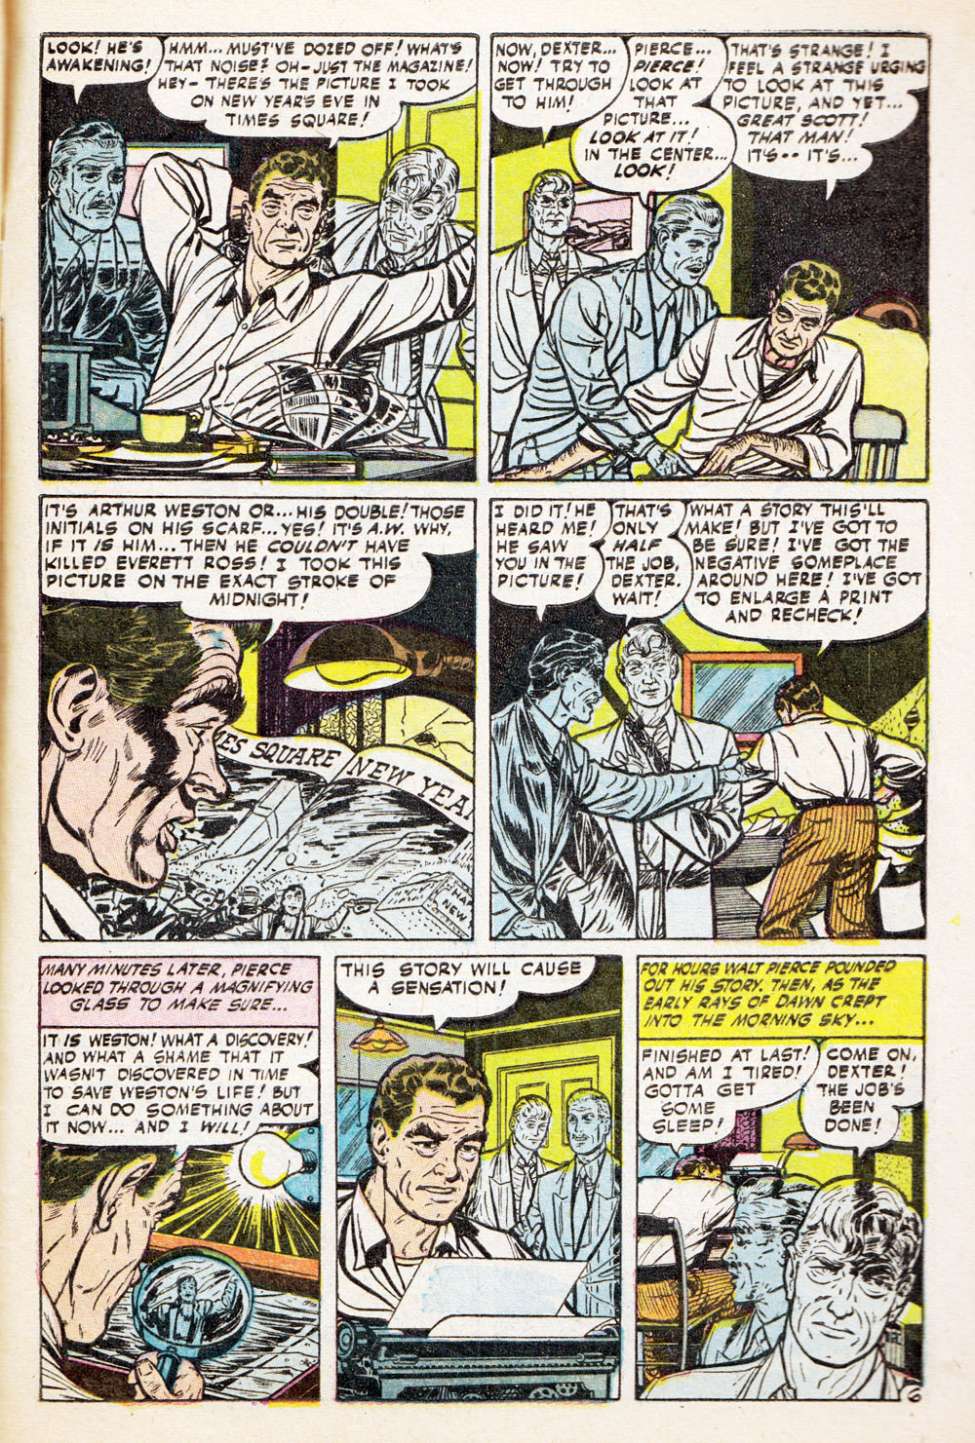 LOOK! HE'S
AWAKENING!
HMM... MUST'VE DOZED OFF! WHAT'S
THAT NOISE? OH-JUST THE MAGAZINE!
HEY- THERE'S THE PICTURE I TOOK
ON NEW YEAR'S EVE IN
TIMES SQUARE!
NOW, DEXTER...
NOW! TRY TO
GET THROUGH
TO HIM!
PIERCE...
PIERCE!
LOOK AT
THAT
PICTURE...
LOOK AT IT!
IN THE CENTER...
LOOK!
THAT'S STRANGE! I
FEEL A STRANGE URGING
TO LOOK AT THIS
PICTURE, AND YET...
GREAT SCOTT!
THAT MAN!
IT'S-- IT'S...
IT'S ARTHUR WESTON OR... HIS DOUBLE! THOSE
INITIALS ON HIS SCARF... YES! IT'S A.W. WHY,
IF IT IS HIM... THEN HE COULDN'T HAVE
KILLED EVERETT ROSS! I TOOK THIS
PICTURE ON THE EXACT STROKE OF
MIDNIGHT!
ES SQUARE
NEW YEA
NEW
I DID IT! HE
HEARD ME!
HE SAW
YOU IN THE
PICTURE!
THAT'S
ONLY
HALF
THE JOB,
DEXTER.
WAIT!
WHAT A STORY THIS'LL
MAKE! BUT I'VE GOT TO
BE SURE! I'VE GOT THE
NEGATIVE SOMEPLACE
AROUND HERE! I'VE GOT
TO ENLARGE A PRINT
AND RECHECK!
MANY MINUTES LATER, PIERCE
LOOKED THROUGH A MAGNIFYING
GLASS TO MAKE SURE...
IT IS WESTON! WHAT A DISCOVERY!
AND WHAT A SHAME THAT IT
WASN'T DISCOVERED IN TIME
TO SAVE WESTON'S LIFE! BUT
I CAN DO SOMETHING ABOUT
IT NOW... AND I WILL!
THIS STORY WILL CAUSE
A SENSATION!
FOR HOURS WALT PIERCE POUNDED
OUT HIS STORY. THEN, AS THE
EARLY RAYS OF DAWN CREPT
INTO THE MORNING SKY...
FINISHED AT LAST!
AND AM I TIRED!
GOTTA GET
SOME
SLEEP!
COME ON,
DEXTER!
THE JOB'S
BEEN
DONE!
6